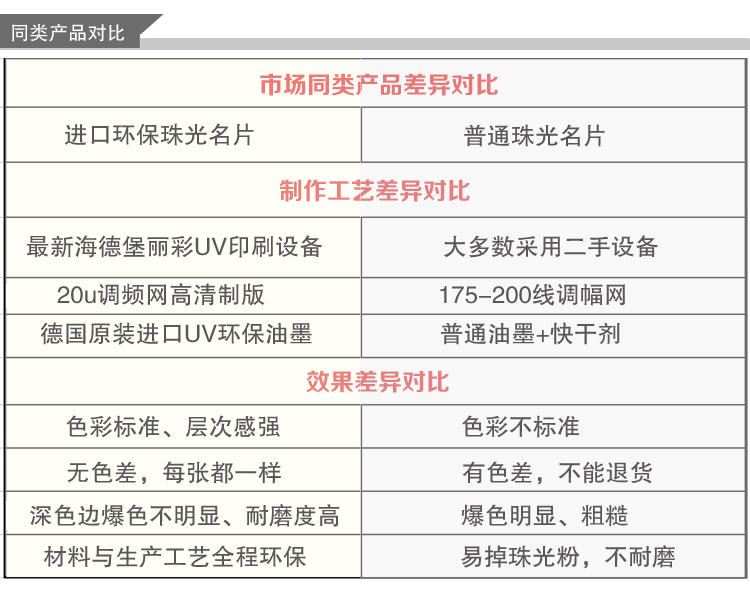 同类产品对比
市场同类产品差异对比
进口环保珠光名片 普通珠光名片
制作工艺差异对比
最新海德堡丽彩UV印刷设备 大多数采用二手设备
20u调频网高清制版 175-200线调幅网
德国原装进口UV环保油墨 普通油墨+快干剂
效果差异对比
色彩标准、层次感强 色彩不标准
无色差，每张都一样 有色差，不能退货
深色边爆色不明显、耐磨度高 爆色明显、粗糙
材料与生产工艺全程环保 易掉珠光粉，不耐磨